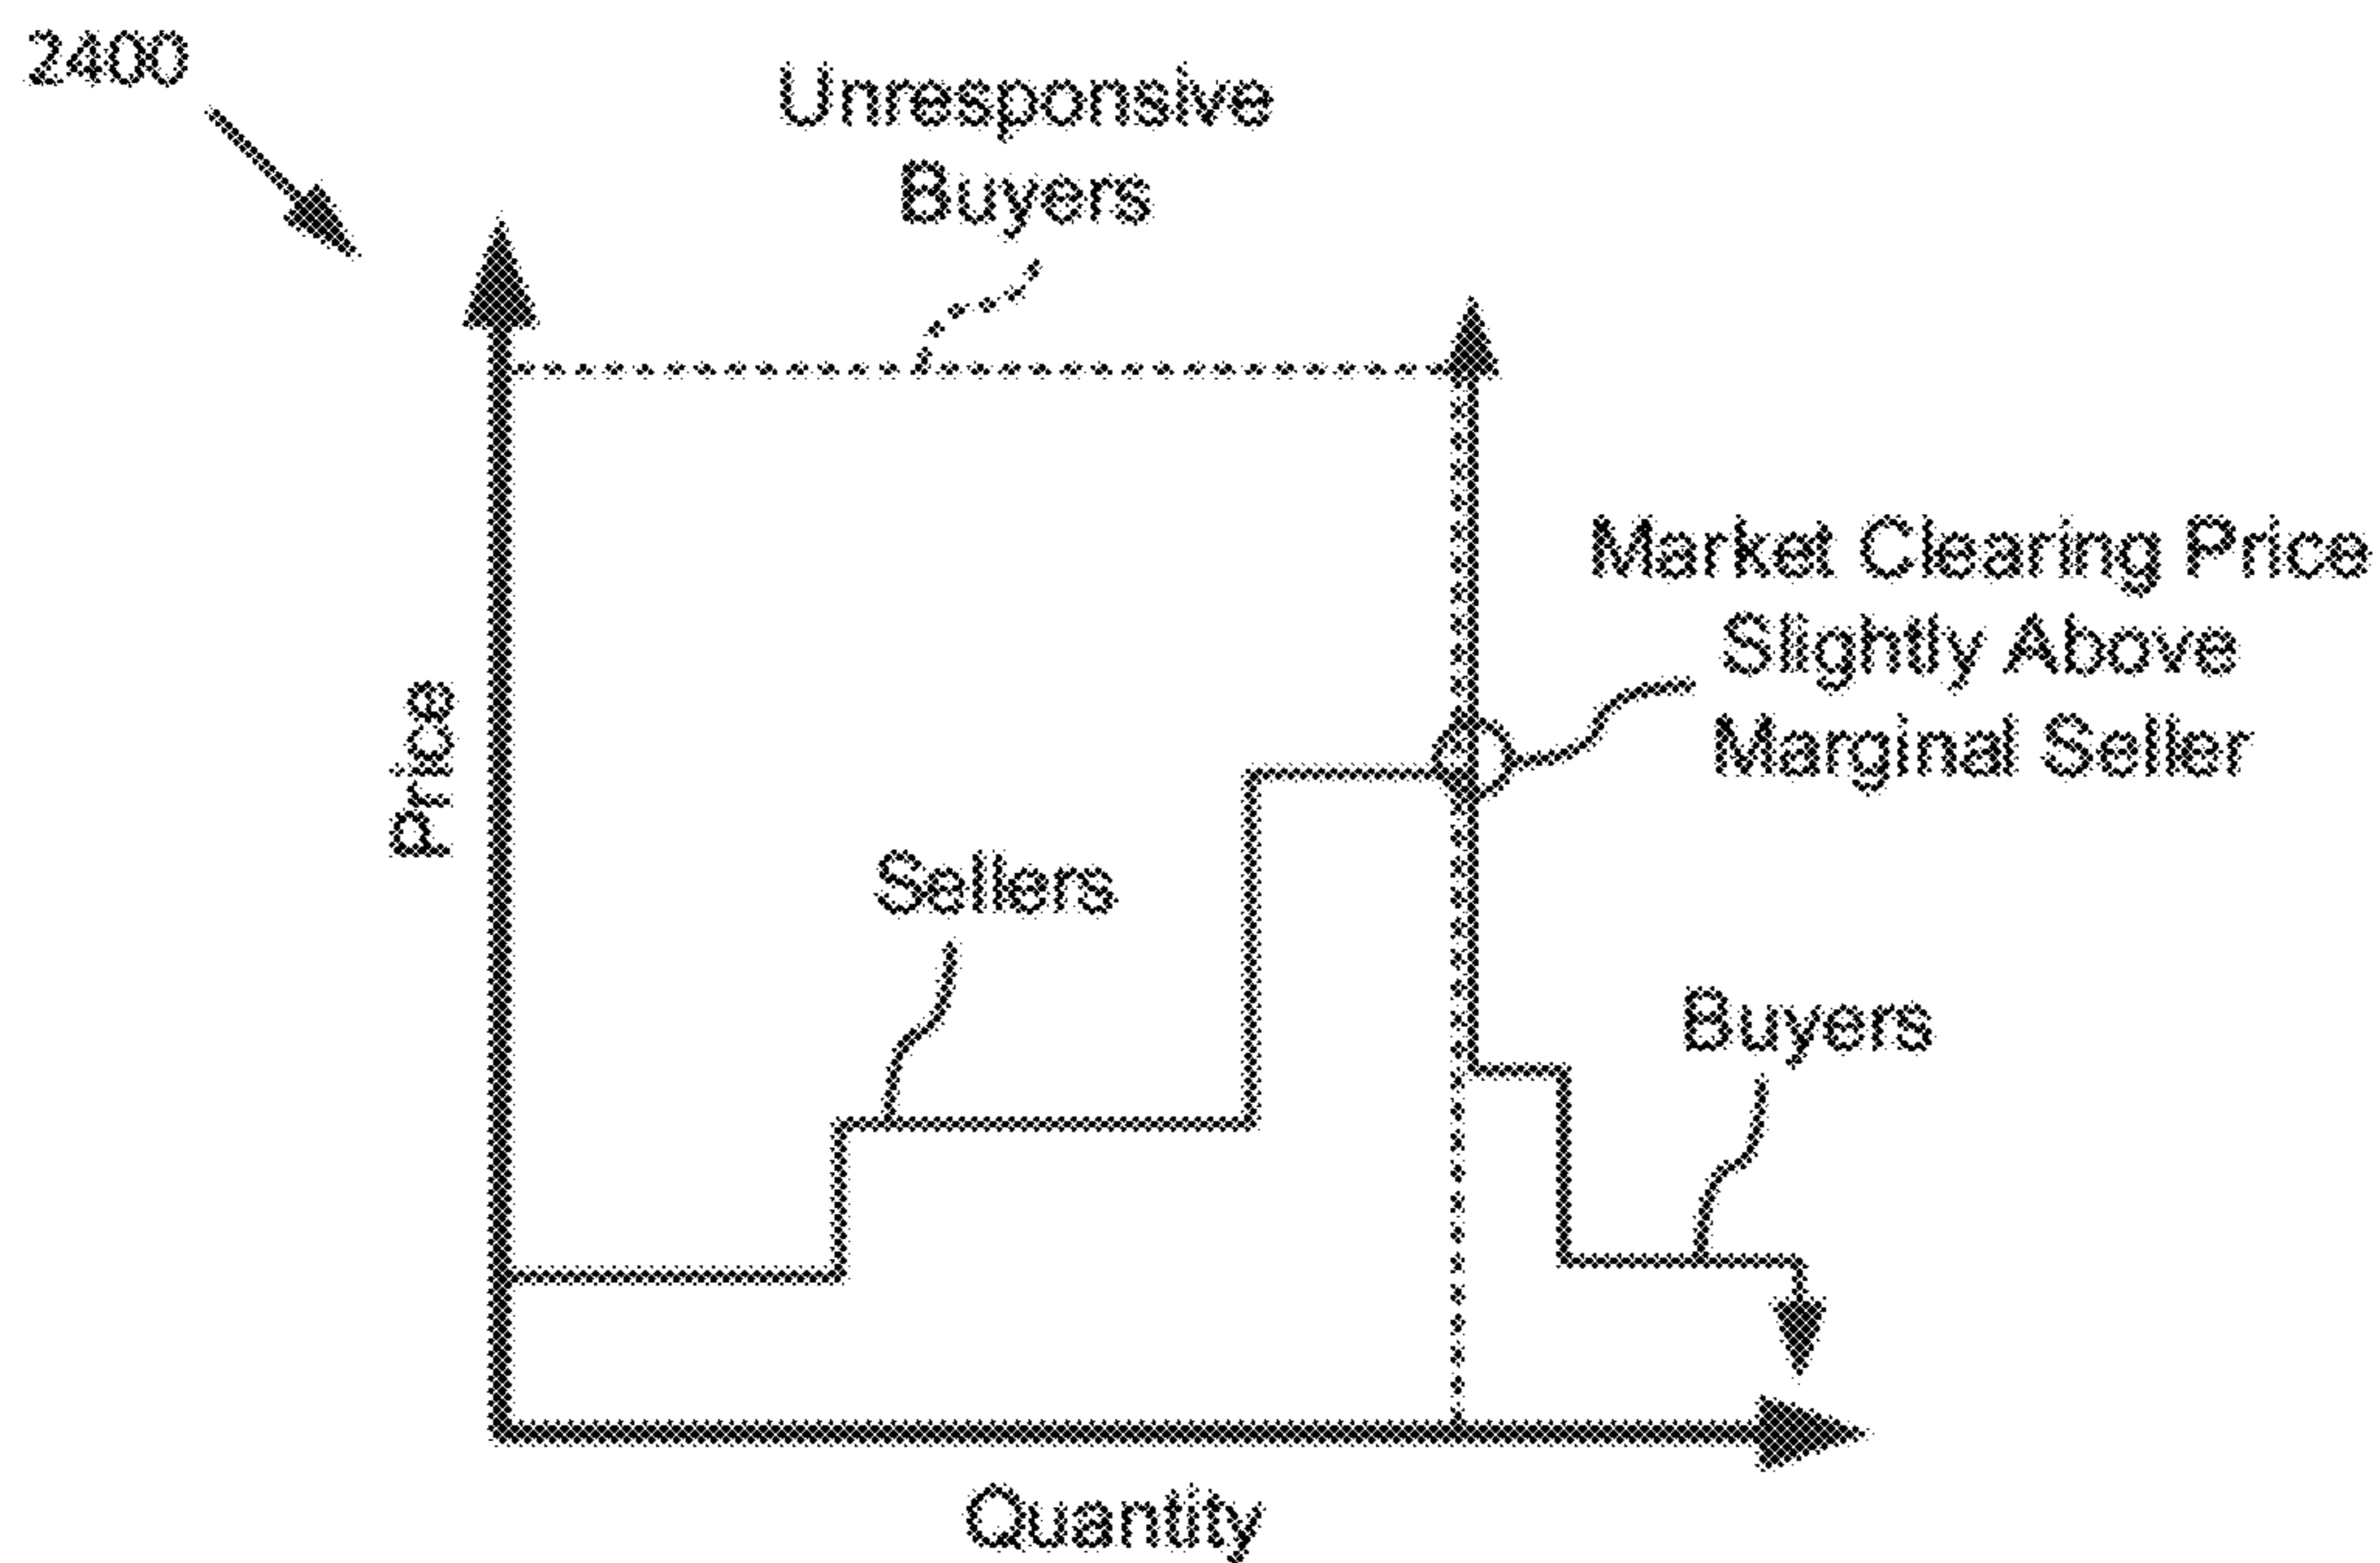 2400
Unresponsive
Buyers
Market Clearing Price
Slightly Above
Marginal Seller
Price
Sellers
Buyers
Quantity